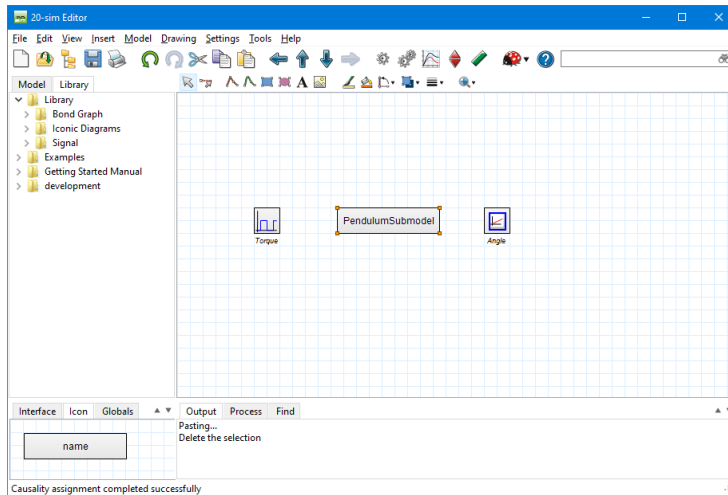 20-sim Editor
File Edit View Insert Model Drawing Settings Tools Help
Model Library
Library
Bond Graph
Iconic Diagrams
Signal
Examples
Getting Started Manual
development
Torque
PendulumSubmodel
Angle
Interface Icon Globals
name
Output Process Find
Pasting...
Delete the selection
Causality assignment completed successfully